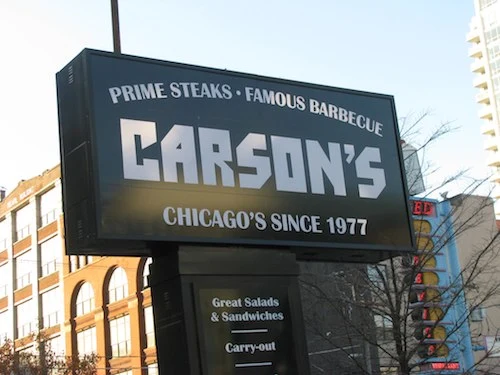 PRIME STEAKS • FAMOUS BARBECUE
CARSON'S
CHICAGO'S SINCE 1977
Great Salads
& Sandwiches
Carry-out